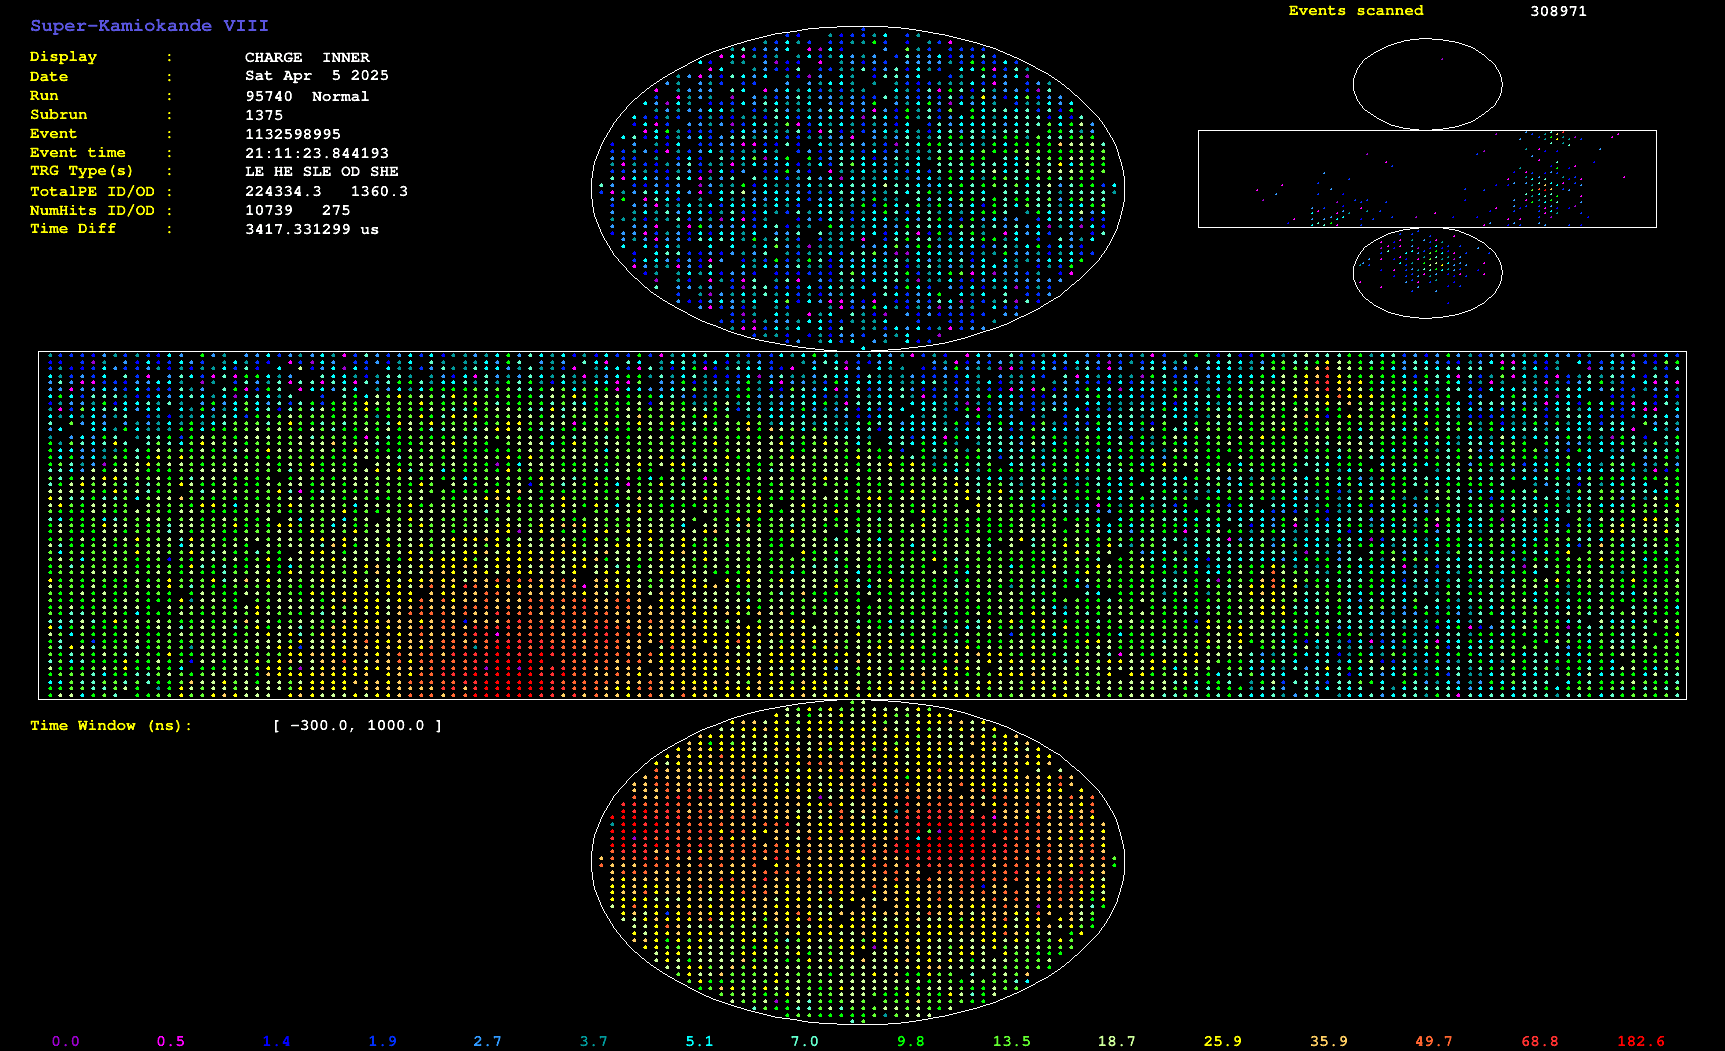 Super-Kamiokande VIII
Events scanned 308971
Display : CHARGE INNER
Date : Sat Apr 5 2025
Run : 95740 Normal
Subrun : 1375
Event : 1132598995
Event time : 21:11:23.844193
TRG Type(s) : LE HE SLE OD SHE
TotalPE ID/OD : 224334.3 1360.3
NumHits ID/OD : 10739 275
Time Diff : 3417.331299 us
Time Window (ns): [ -300.0, 1000.0 ]
0.0 0.5 1.4 1.9 2.7 3.7 5.1 7.0 9.8 13.5 18.7 25.9 35.9 49.7 68.8 182.6